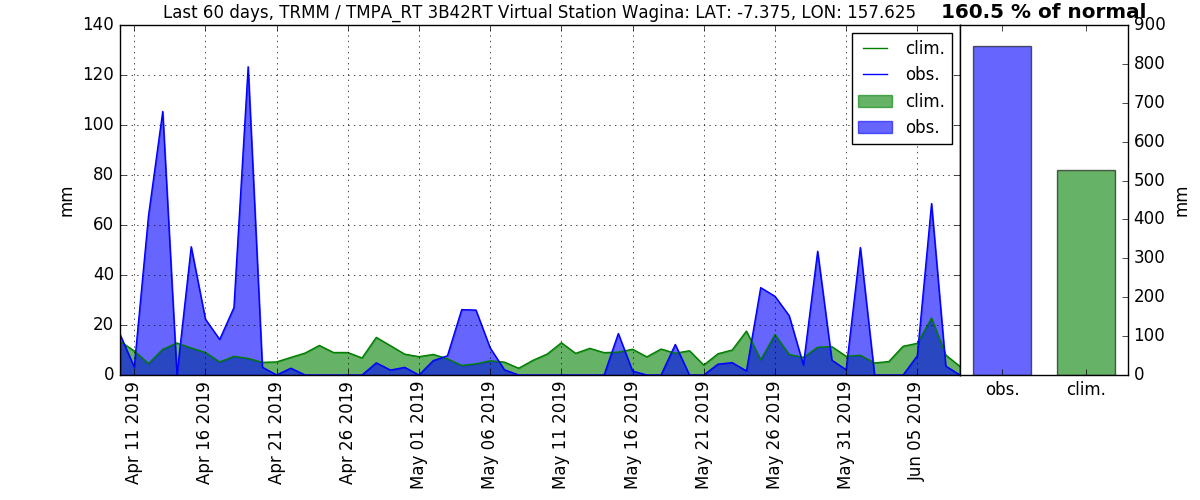 Last 60 days, TRMM / TMPA_RT 3B42RT Virtual Station Wagina: LAT: -7.375, LON: 157.625
160.5 % of normal
mm
140
120
100
80
60
40
20
0
clim.
obs.
clim.
obs.
900
800
700
600
500
400
300
200
100
0
mm
Apr 11 2019
Apr 16 2019
Apr 21 2019
Apr 26 2019
May 01 2019
May 06 2019
May 11 2019
May 16 2019
May 21 2019
May 26 2019
May 31 2019
Jun 05 2019
obs.
clim.